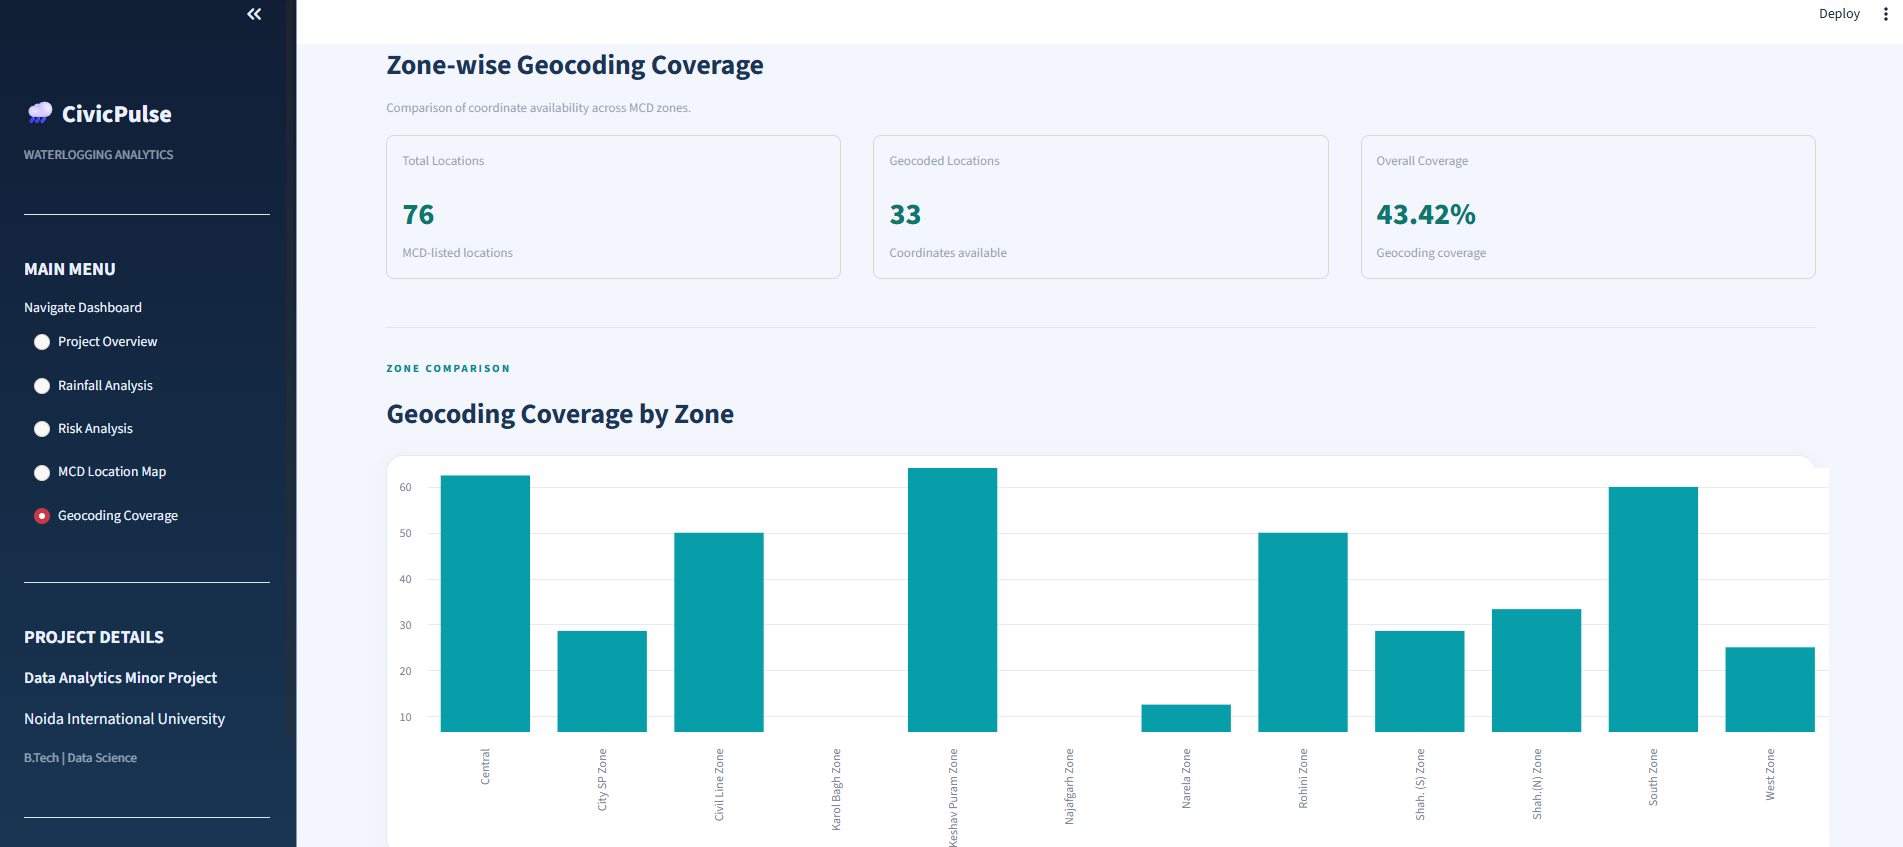 Deploy
CivicPulse
WATERLOGGING ANALYTICS
MAIN MENU
Navigate Dashboard
Project Overview
Rainfall Analysis
Risk Analysis
MCD Location Map
Geocoding Coverage
PROJECT DETAILS
Data Analytics Minor Project
Noida International University
B.Tech | Data Science
Zone-wise Geocoding Coverage
Comparison of coordinate availability across MCD zones.
Total Locations
76
MCD-listed locations
Geocoded Locations
33
Coordinates available
Overall Coverage
43.42%
Geocoding coverage
ZONE COMPARISON
Geocoding Coverage by Zone
60
50
40
30
20
10
Central
City SP Zone
Civil Line Zone
Karol Bagh Zone
Keshav Puram Zone
Najafgarh Zone
Narela Zone
Rohini Zone
Shah. (S) Zone
Shah.(N) Zone
South Zone
West Zone